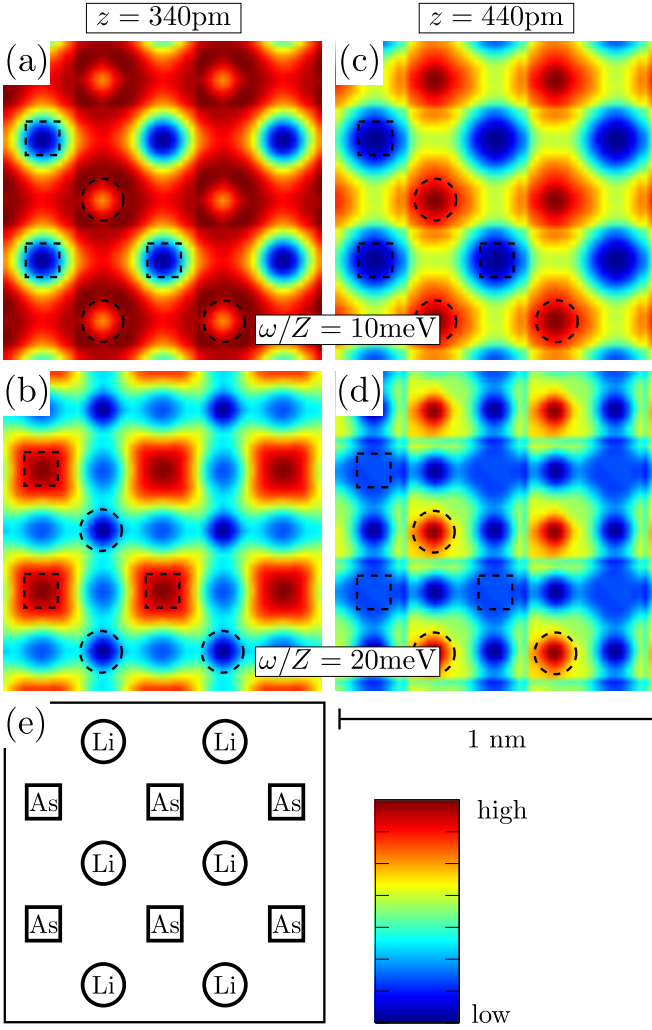 z = 340pm
z = 440pm
(a)
(c)
ω/Z = 10meV
(b)
(d)
ω/Z = 20meV
(e)
Li Li
As As As
Li Li
As As As
Li Li
1 nm
high
low